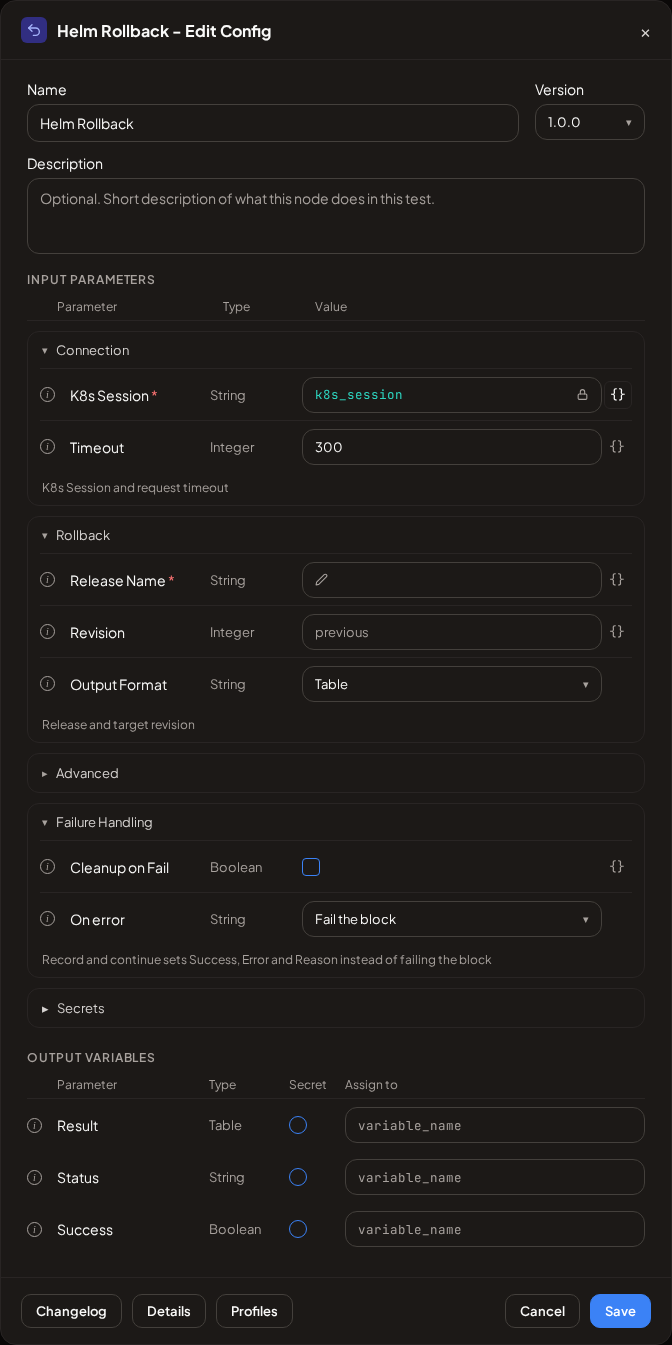 Helm Rollback - Edit Config
×
Name
Version
Helm Rollback
1.0.0
Description
Optional. Short description of what this node does in this test.
INPUT PARAMETERS
Parameter Type Value
Connection
K8s Session * String k8s_session {}
Timeout Integer 300 {}
K8s Session and request timeout
Rollback
Release Name * String {}
Revision Integer previous {}
Output Format String Table
Release and target revision
Advanced
Failure Handling
Cleanup on Fail Boolean {}
On error String Fail the block
Record and continue sets Success, Error and Reason instead of failing the block
Secrets
OUTPUT VARIABLES
Parameter Type Secret Assign to
Result Table variable_name
Status String variable_name
Success Boolean variable_name
Changelog Details Profiles Cancel Save